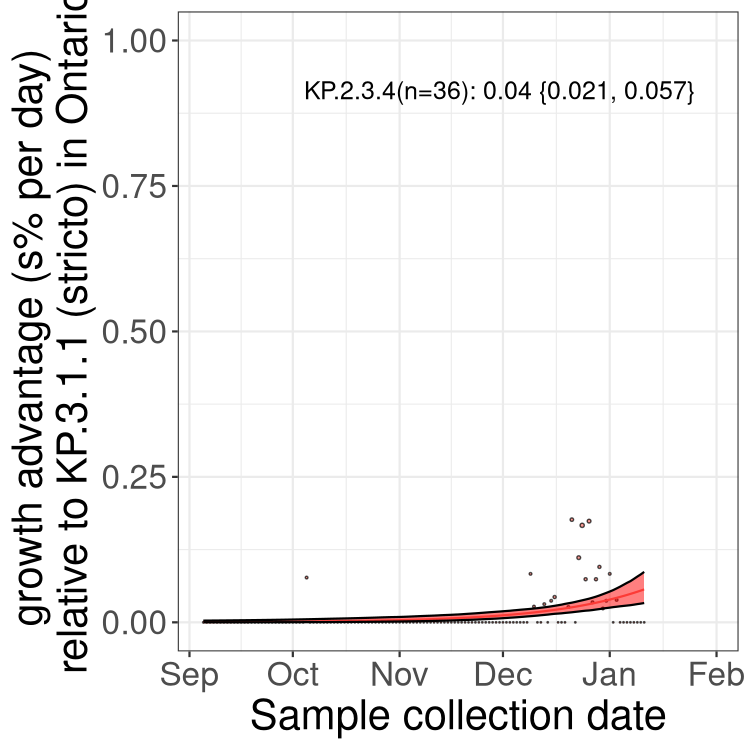 growth advantage (s% per day)
relative to KP.3.1.1 (stricto) in Ontario
1.00
0.75
0.50
0.25
0.00
KP.2.3.4(n=36): 0.04 {0.021, 0.057}
Sep Oct Nov Dec Jan Feb
Sample collection date